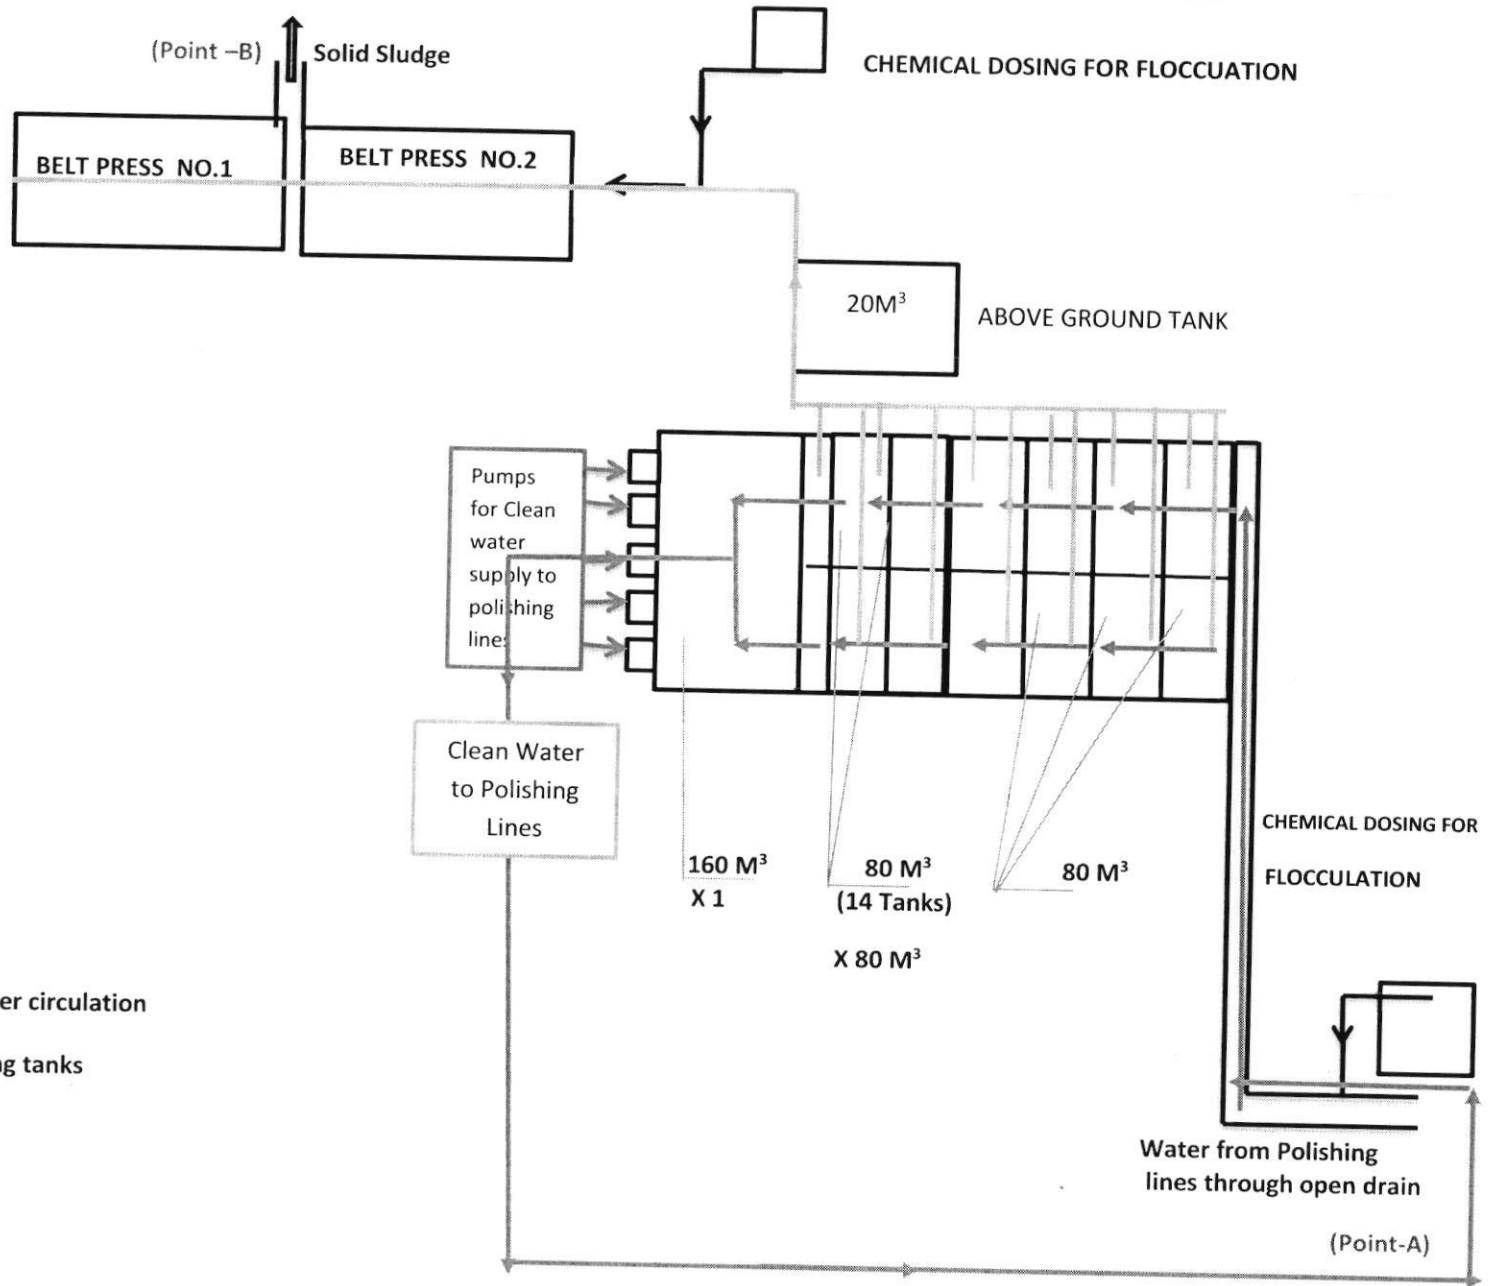 (Point –B)
Solid Sludge
CHEMICAL DOSING FOR FLOCCUATION
BELT PRESS NO.1
BELT PRESS NO.2
20M³
ABOVE GROUND TANK
Pumps
for Clean
water
supply to
polishing
lines
Clean Water
to Polishing
Lines
160 M³
X 1
80 M³
(14 Tanks)
X 80 M³
80 M³
CHEMICAL DOSING FOR
FLOCCULATION
er circulation
g tanks
Water from Polishing
lines through open drain
(Point-A)